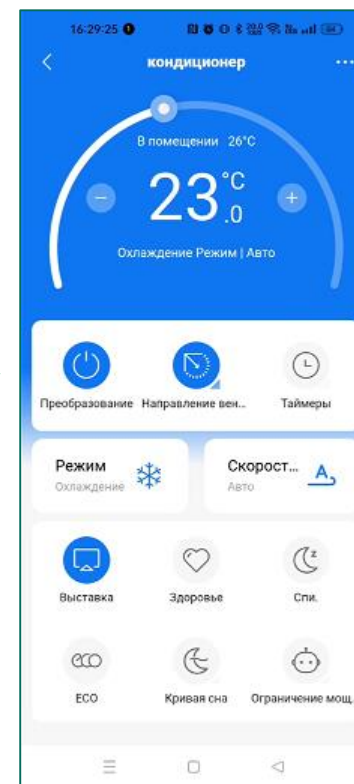 16:29:25
кондиционер
В помещении 26°C
23.0 °C
Охлаждение Режим | Авто
Преобразование Направление вен... Таймеры
Режим Скорост... A
Охлаждение Авто
Выставка Здоровье Спи.
ECO Кривая сна Ограничение мощ.